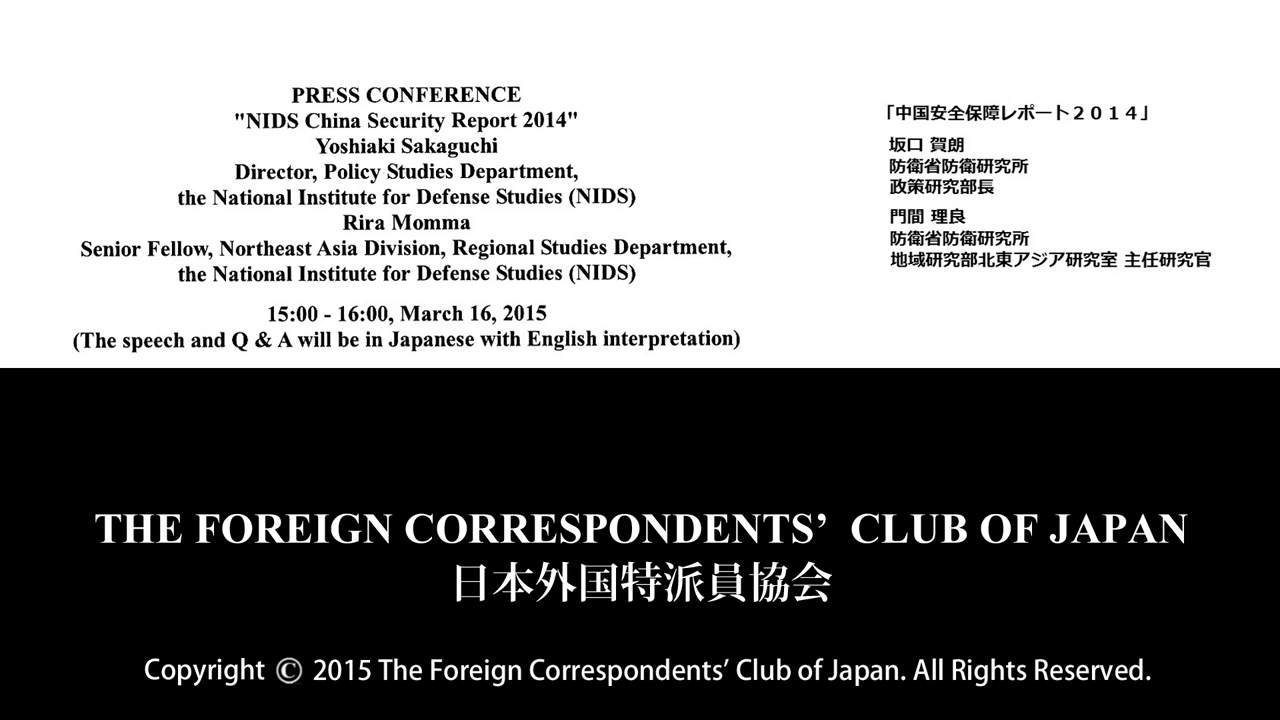 PRESS CONFERENCE
"NIDS China Security Report 2014"
Yoshiaki Sakaguchi
Director, Policy Studies Department,
the National Institute for Defense Studies (NIDS)
Rira Momma
Senior Fellow, Northeast Asia Division, Regional Studies Department,
the National Institute for Defense Studies (NIDS)
15:00 - 16:00, March 16, 2015
(The speech and Q & A will be in Japanese with English interpretation)
「中国安全保障レポート２０１４」
坂口 賀朗
防衛省防衛研究所
政策研究部長
門間 理良
防衛省防衛研究所
地域研究部北東アジア研究室 主任研究官
THE FOREIGN CORRESPONDENTS’ CLUB OF JAPAN
日本外国特派員協会
Copyright © 2015 The Foreign Correspondents’ Club of Japan. All Rights Reserved.